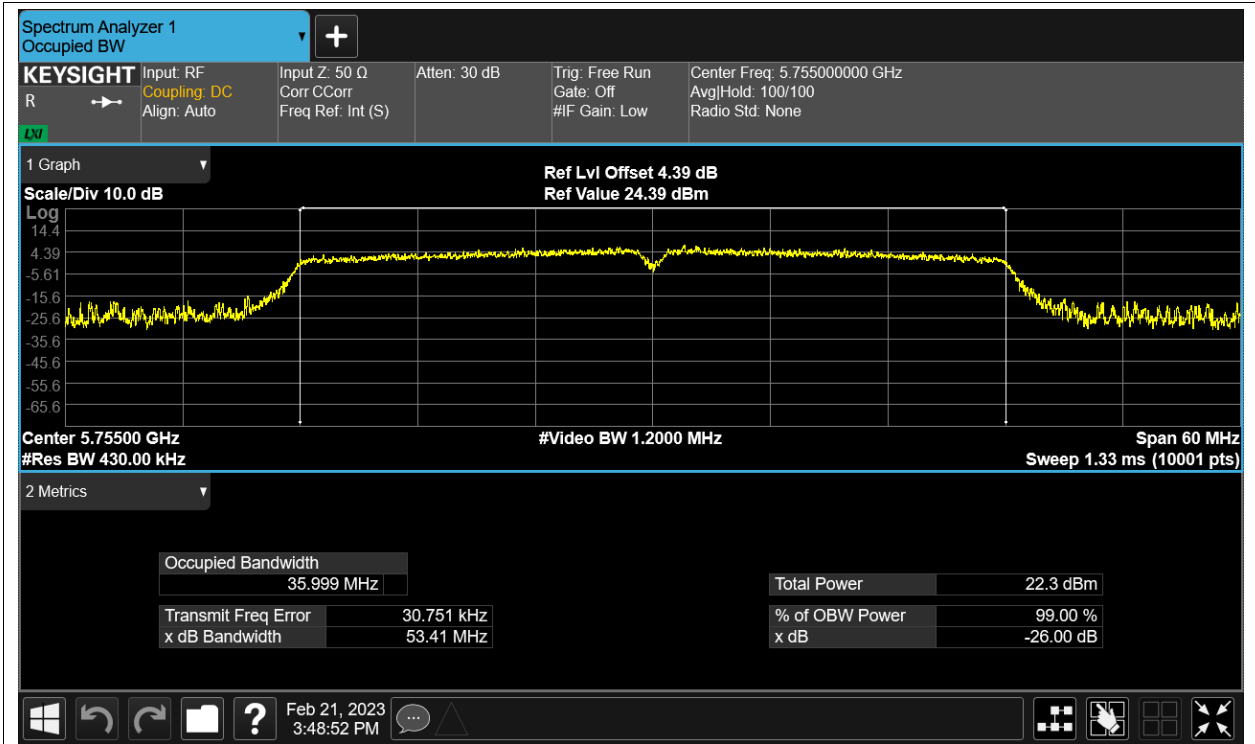 Spectrum Analyzer 1
Occupied BW
KEYSIGHT
R
LXI
Input: RF
Coupling: DC
Align: Auto
Input Z: 50 Ω
Corr CCorr
Freq Ref: Int (S)
Atten: 30 dB
Trig: Free Run
Gate: Off
#IF Gain: Low
Center Freq: 5.755000000 GHz
Avg|Hold: 100/100
Radio Std: None
1 Graph
Scale/Div 10.0 dB
Ref Lvl Offset 4.39 dB
Ref Value 24.39 dBm
Log
14.4
4.39
-5.61
-15.6
-25.6
-35.6
-45.6
-55.6
-65.6
Center 5.75500 GHz
#Video BW 1.2000 MHz
Span 60 MHz
#Res BW 430.00 kHz
Sweep 1.33 ms (10001 pts)
2 Metrics
Occupied Bandwidth
35.999 MHz
Transmit Freq Error 30.751 kHz
x dB Bandwidth 53.41 MHz
Total Power 22.3 dBm
% of OBW Power 99.00 %
x dB -26.00 dB
?
Feb 21, 2023
3:48:52 PM